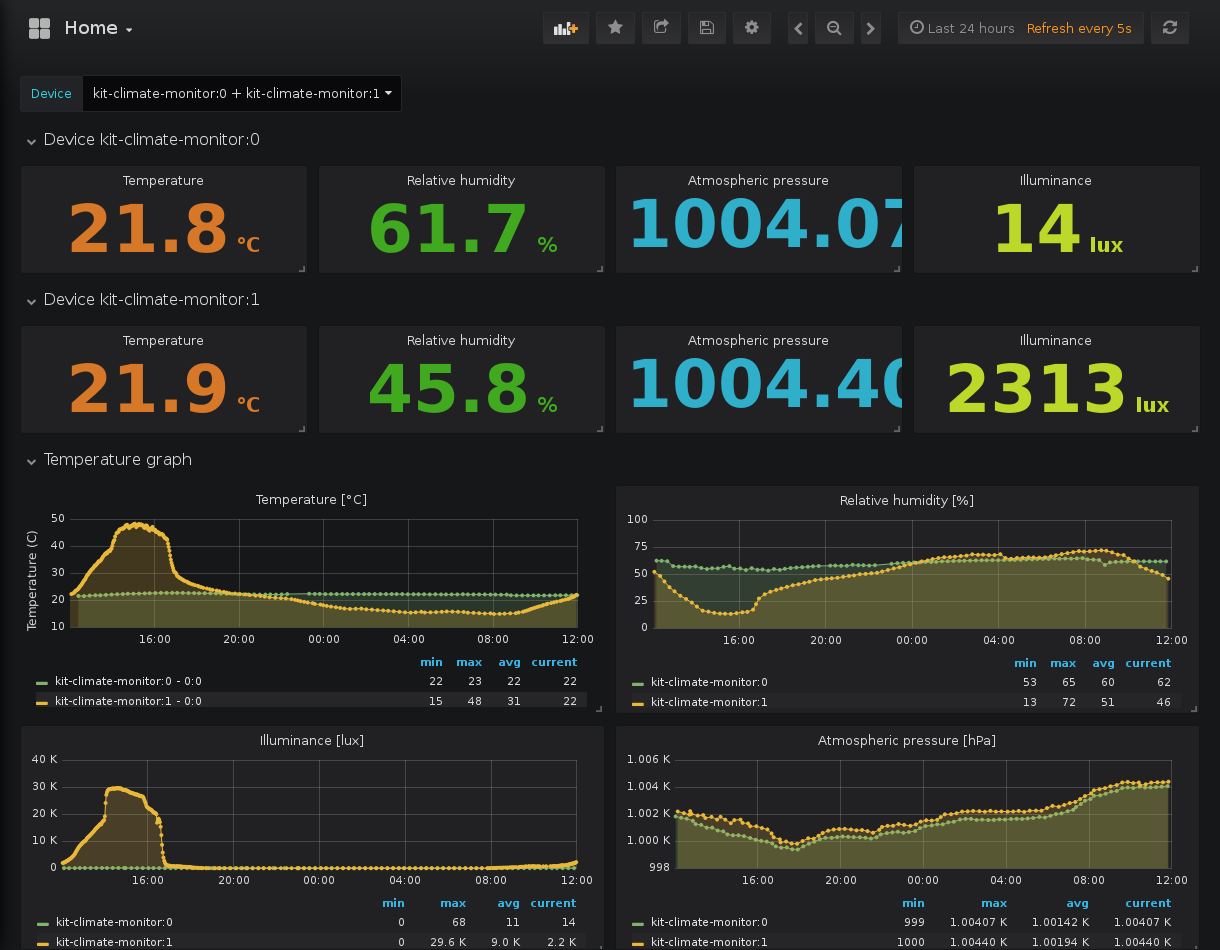 Home
Last 24 hours Refresh every 5s
Device kit-climate-monitor:0 + kit-climate-monitor:1
Device kit-climate-monitor:0
Temperature Relative humidity Atmospheric pressure Illuminance
21.8 °C 61.7 % 1004.07 14 lux
Device kit-climate-monitor:1
Temperature Relative humidity Atmospheric pressure Illuminance
21.9 °C 45.8 % 1004.40 2313 lux
Temperature graph
Temperature [°C]
Temperature (C)
50
40
30
20
10
16:00 20:00 00:00 04:00 08:00 12:00
min max avg current
kit-climate-monitor:0 - 0:0 22 23 22 22
kit-climate-monitor:1 - 0:0 15 48 31 22
Relative humidity [%]
100
75
50
25
0
16:00 20:00 00:00 04:00 08:00 12:00
min max avg current
kit-climate-monitor:0 53 65 60 62
kit-climate-monitor:1 13 72 51 46
Illuminance [lux]
40 K
30 K
20 K
10 K
0
16:00 20:00 00:00 04:00 08:00 12:00
min max avg current
kit-climate-monitor:0 0 68 11 14
kit-climate-monitor:1 0 29.6 K 9.0 K 2.2 K
Atmospheric pressure [hPa]
1.006 K
1.004 K
1.002 K
1.000 K
998
16:00 20:00 00:00 04:00 08:00 12:00
min max avg current
kit-climate-monitor:0 999 1.00407 K 1.00142 K 1.00407 K
kit-climate-monitor:1 1000 1.00440 K 1.00194 K 1.00440 K